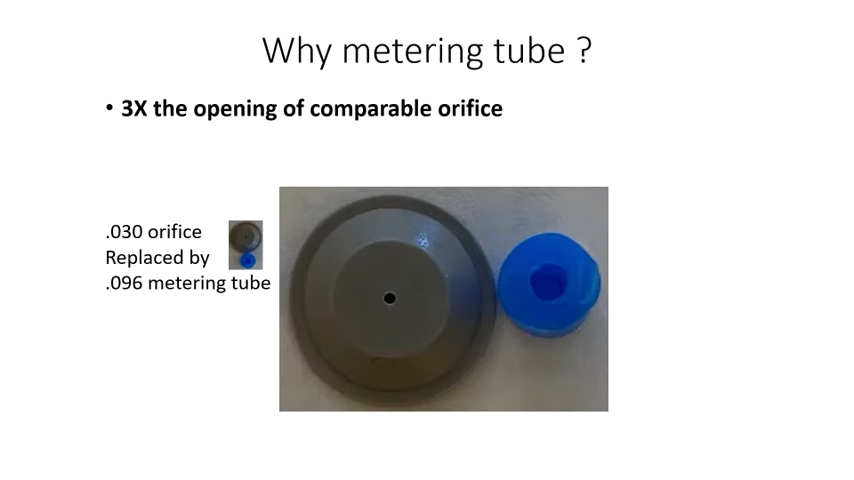 Why metering tube ?
• 3X the opening of comparable orifice
.030 orifice
Replaced by
.096 metering tube